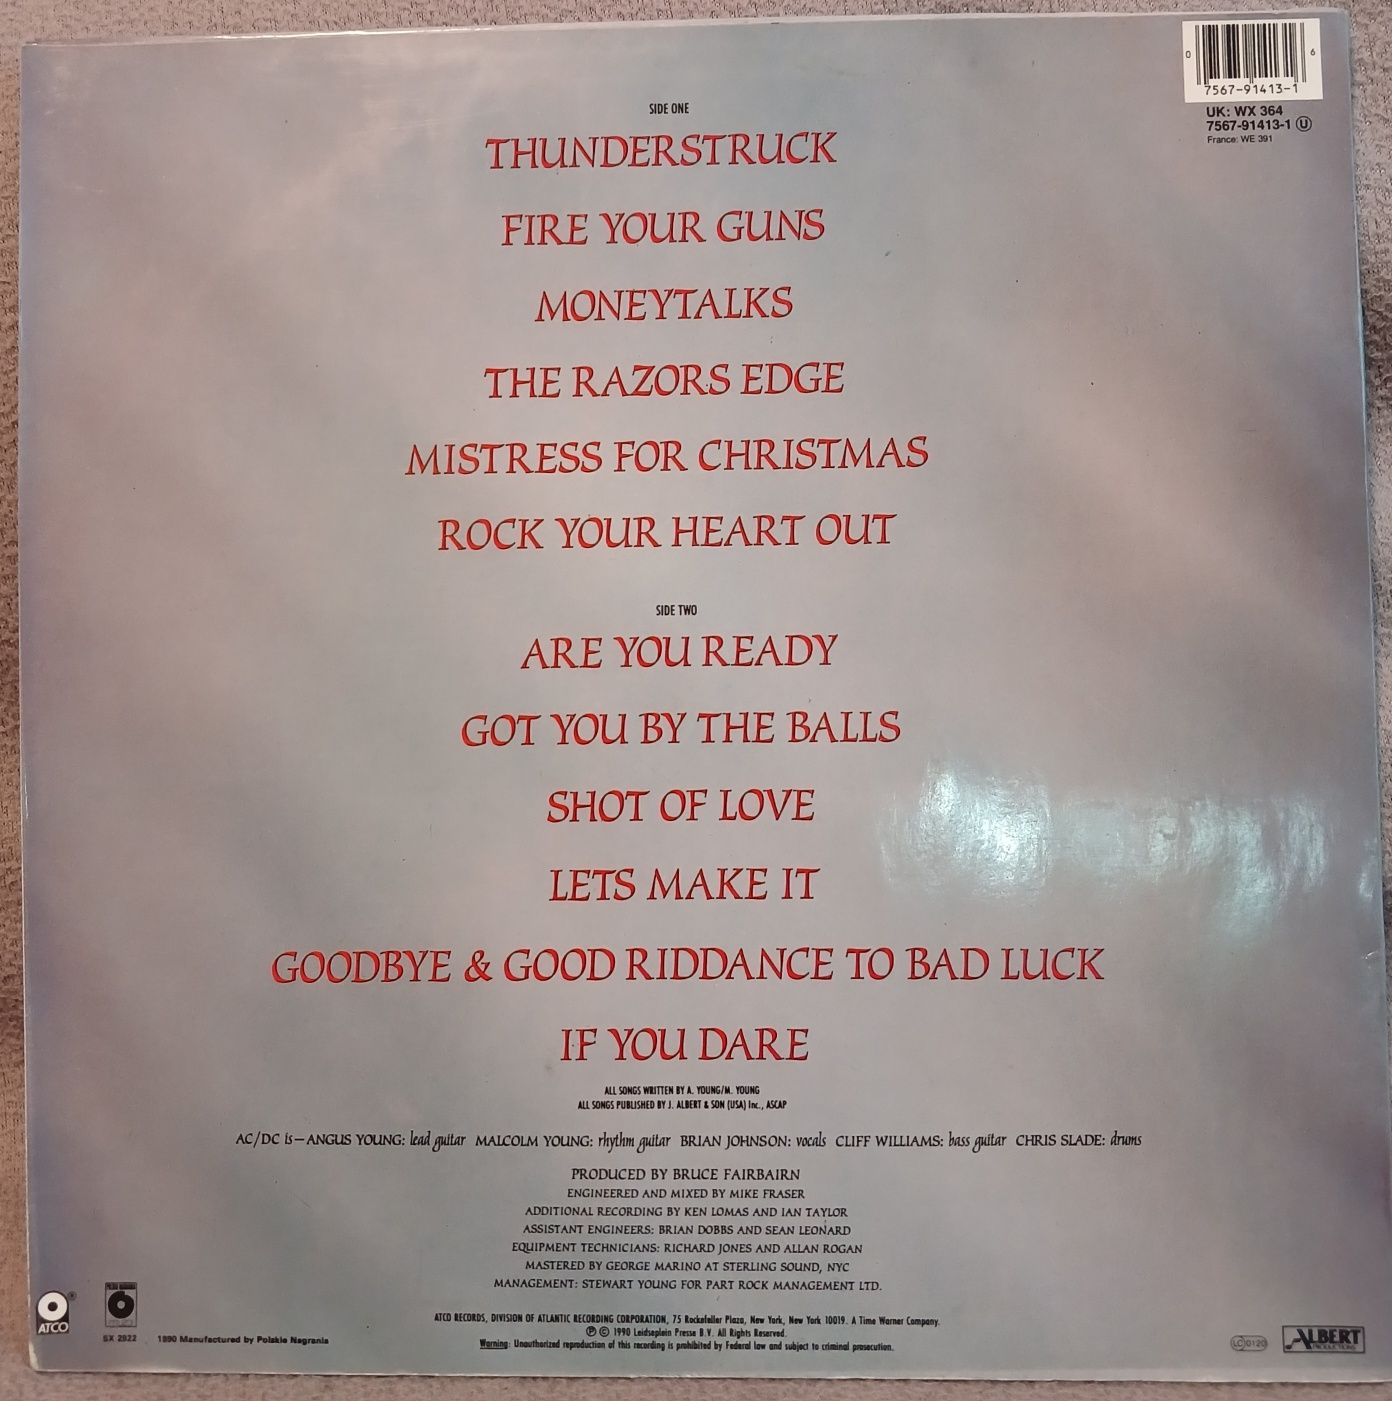 0 6
7567-91413-1
UK: WX 364
7567-91413-1 Ⓤ
France: WE 391
SIDE ONE
THUNDERSTRUCK
FIRE YOUR GUNS
MONEYTALKS
THE RAZORS EDGE
MISTRESS FOR CHRISTMAS
ROCK YOUR HEART OUT
SIDE TWO
ARE YOU READY
GOT YOU BY THE BALLS
SHOT OF LOVE
LETS MAKE IT
GOODBYE & GOOD RIDDANCE TO BAD LUCK
IF YOU DARE
ALL SONGS WRITTEN BY A. YOUNG/M. YOUNG
ALL SONGS PUBLISHED BY J. ALBERT & SON (USA) Inc., ASCAP
AC/DC is—ANGUS YOUNG: lead guitar MALCOLM YOUNG: rhythm guitar BRIAN JOHNSON: vocals CLIFF WILLIAMS: bass guitar CHRIS SLADE: drums
PRODUCED BY BRUCE FAIRBAIRN
ENGINEERED AND MIXED BY MIKE FRASER
ADDITIONAL RECORDING BY KEN LOMAS AND IAN TAYLOR
ASSISTANT ENGINEERS: BRIAN DOBBS AND SEAN LEONARD
EQUIPMENT TECHNICIANS: RICHARD JONES AND ALLAN ROGAN
MASTERED BY GEORGE MARINO AT STERLING SOUND, NYC
MANAGEMENT: STEWART YOUNG FOR PART ROCK MANAGEMENT LTD.
ATCO RECORDS, DIVISION OF ATLANTIC RECORDING CORPORATION, 75 Rockefeller Plaza, New York, New York 10019. A Time Warner Company.
Ⓟ © 1990 Leidseplein Presse B.V. All Rights Reserved.
Warning: Unauthorized reproduction of this recording is prohibited by Federal law and subject to criminal prosecution.
ATCO®
SX 2922
1990 Manufactured by Polskie Nagrania
LC 0120
ALBERT
PRODUCTIONS